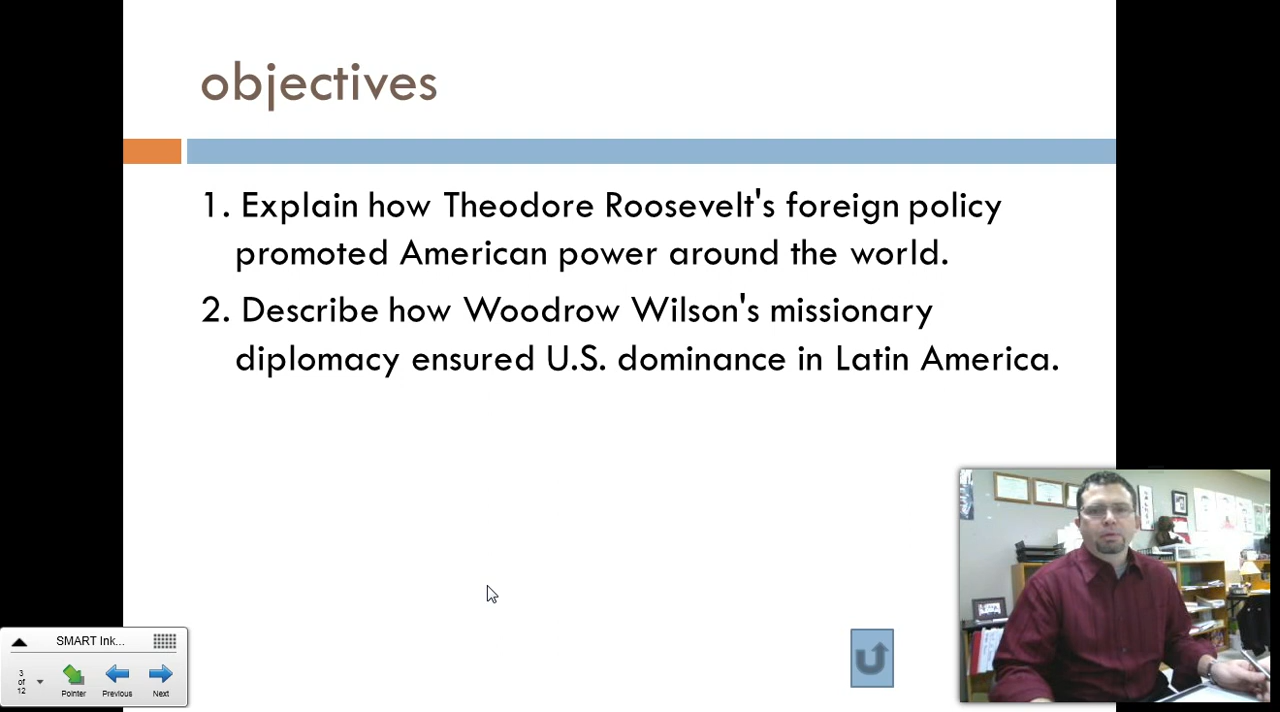 objectives
1. Explain how Theodore Roosevelt's foreign policy
promoted American power around the world.
2. Describe how Woodrow Wilson's missionary
diplomacy ensured U.S. dominance in Latin America.
SMART Ink...
3
of
12
Pointer
Previous
Next